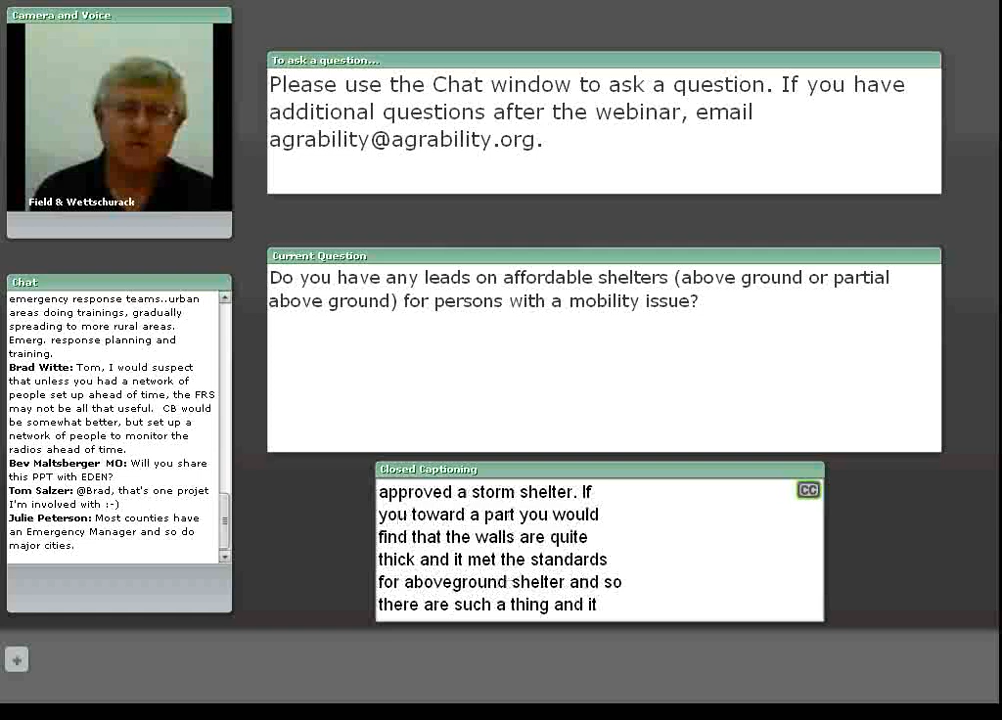 Camera and Voice
Field & Wettschurack
To ask a question...
Please use the Chat window to ask a question. If you have
additional questions after the webinar, email
agrability@agrability.org.
Current Question
Do you have any leads on affordable shelters (above ground or partial
above ground) for persons with a mobility issue?
Chat
emergency response teams..urban
areas doing trainings, gradually
spreading to more rural areas.
Emerg. response planning and
training.
Brad Witte: Tom, I would suspect
that unless you had a network of
people set up ahead of time, the FRS
may not be all that useful. CB would
be somewhat better, but set up a
network of people to monitor the
radios ahead of time.
Bev Maltsberger MO: Will you share
this PPT with EDEN?
Tom Salzer: @Brad, that's one projet
I'm involved with :-)
Julie Peterson: Most counties have
an Emergency Manager and so do
major cities.
Closed Captioning
CC
approved a storm shelter. If
you toward a part you would
find that the walls are quite
thick and it met the standards
for aboveground shelter and so
there are such a thing and it